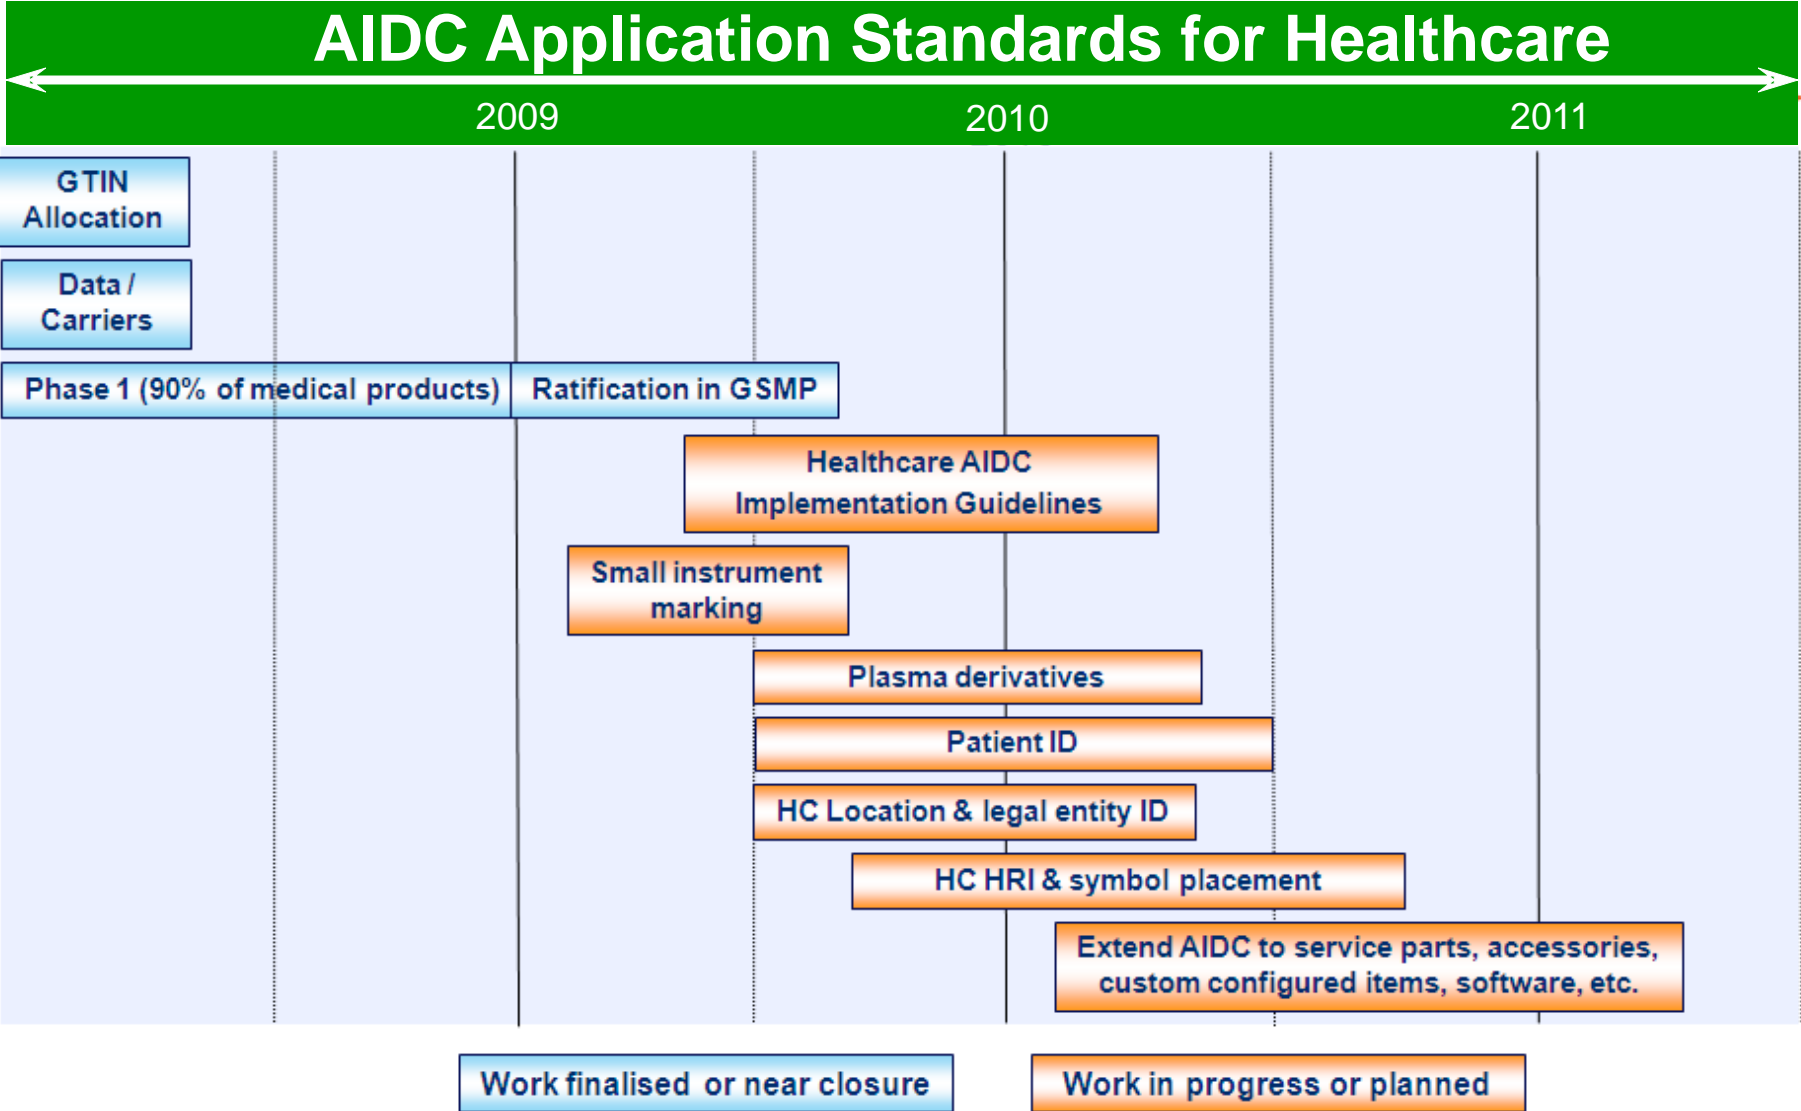 AIDC Application Standards for Healthcare
2009 2010 2011
GTIN
Allocation
Data /
Carriers
Phase 1 (90% of medical products) Ratification in GSMP
Healthcare AIDC
Implementation Guidelines
Small instrument
marking
Plasma derivatives
Patient ID
HC Location & legal entity ID
HC HRI & symbol placement
Extend AIDC to service parts, accessories,
custom configured items, software, etc.
Work finalised or near closure Work in progress or planned